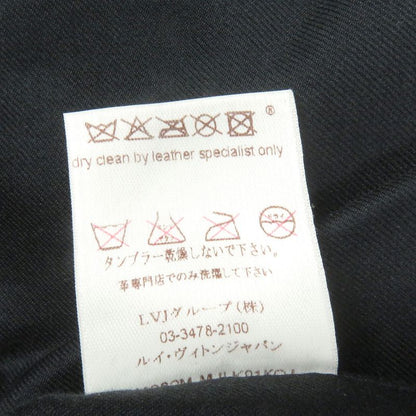 ®
dry clean by leather specialist only
タンブラー乾燥しないで下さい。
革専門店でのみ洗濯して下さい。
LVJグループ(株)
03-3478-2100
ルイ・ヴィトンジャパン